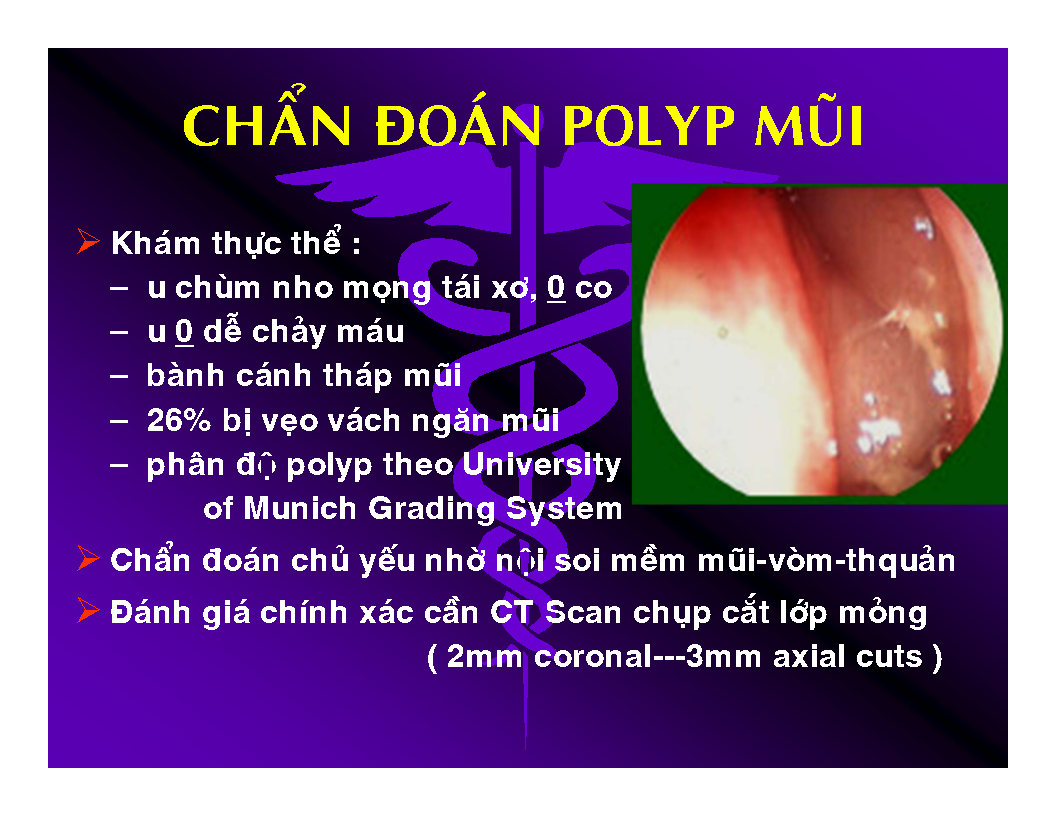 CHẨN ĐOÁN POLYP MŨI
➢ Khám thực thể :
– u chùm nho mọng tái xơ, 0 co
– u 0 dễ chảy máu
– bành cánh tháp mũi
– 26% bị vẹo vách ngăn mũi
– phân độ polyp theo University
of Munich Grading System
➢ Chẩn đoán chủ yếu nhờ nội soi mềm mũi-vòm-thquản
➢ Đánh giá chính xác cần CT Scan chụp cắt lớp mỏng
( 2mm coronal---3mm axial cuts )